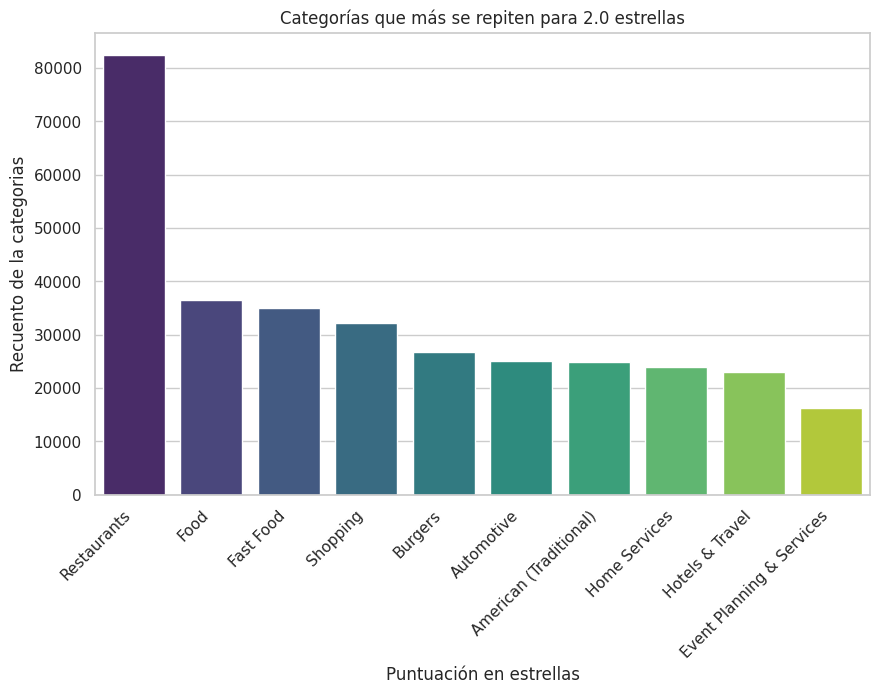 Categorías que más se repiten para 2.0 estrellas
Recuento de la categorias
80000
70000
60000
50000
40000
30000
20000
10000
0
Restaurants
Food
Fast Food
Shopping
Burgers
Automotive
American (Traditional)
Home Services
Hotels & Travel
Event Planning & Services
Puntuación en estrellas